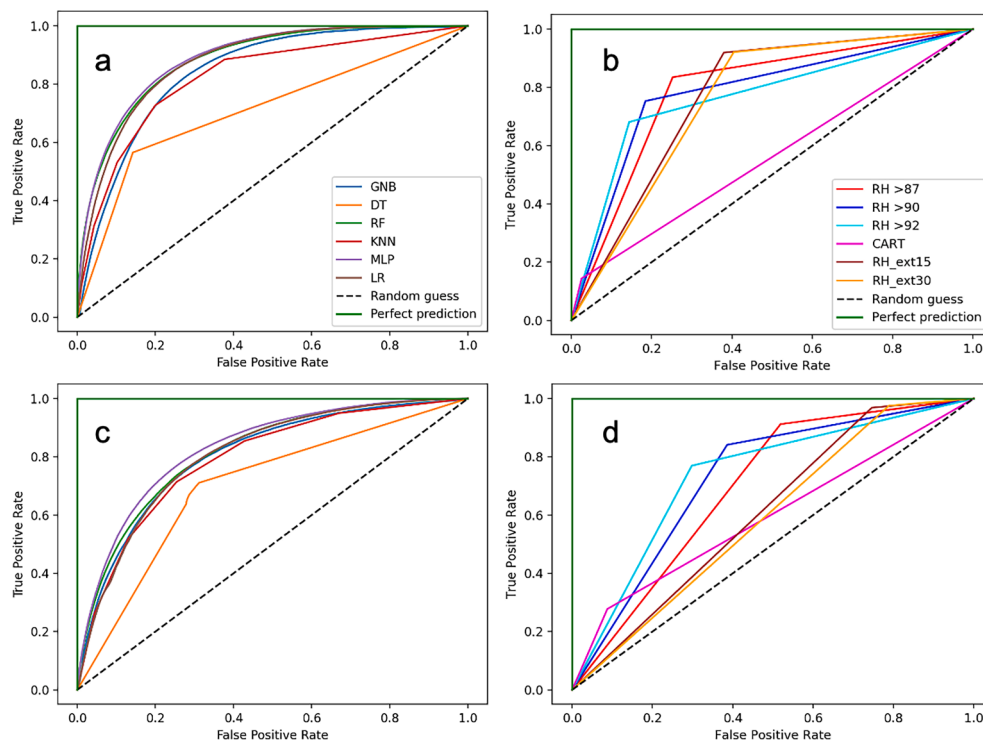 a
1.0
0.8
0.6
0.4
0.2
0.0
True Positive Rate
0.0 0.2 0.4 0.6 0.8 1.0
False Positive Rate
GNB
DT
RF
KNN
MLP
LR
Random guess
Perfect prediction
b
1.0
0.8
0.6
0.4
0.2
0.0
True Positive Rate
0.0 0.2 0.4 0.6 0.8 1.0
False Positive Rate
RH >87
RH >90
RH >92
CART
RH_ext15
RH_ext30
Random guess
Perfect prediction
c
1.0
0.8
0.6
0.4
0.2
0.0
True Positive Rate
0.0 0.2 0.4 0.6 0.8 1.0
False Positive Rate
d
1.0
0.8
0.6
0.4
0.2
0.0
True Positive Rate
0.0 0.2 0.4 0.6 0.8 1.0
False Positive Rate